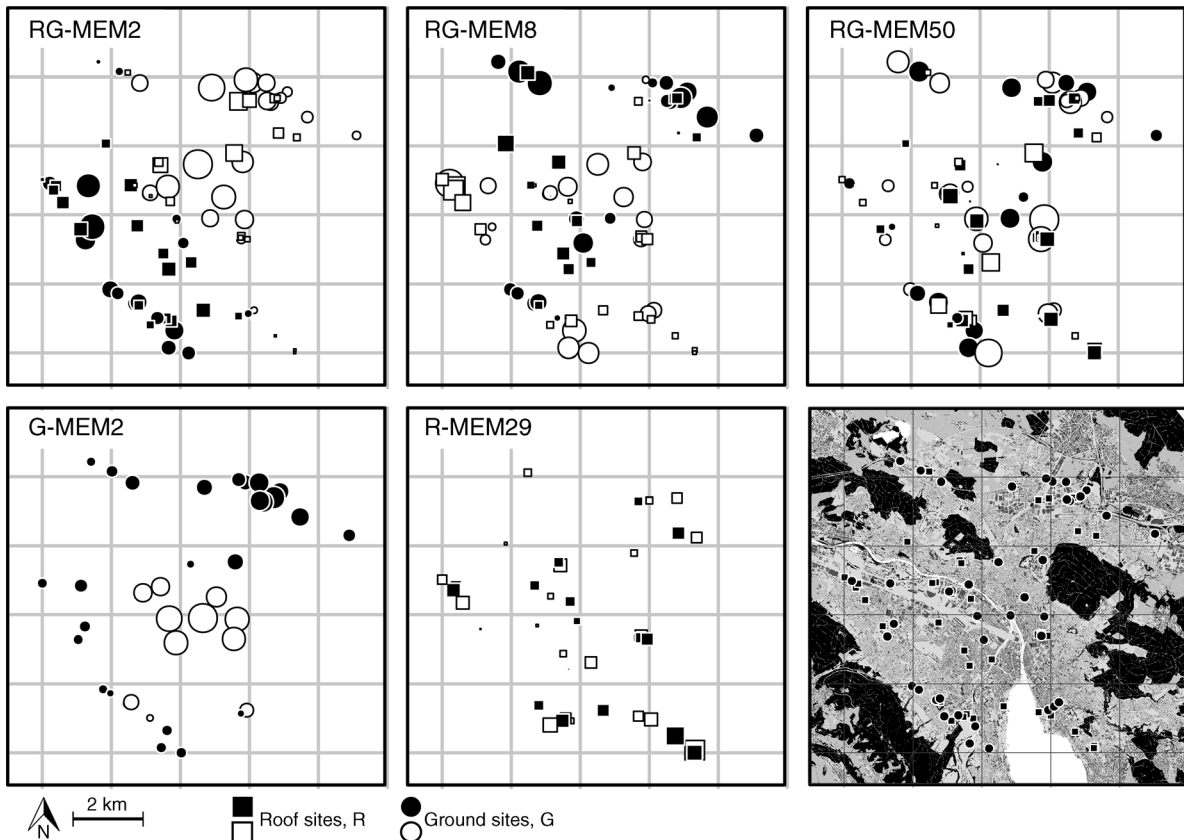 RG-MEM2
RG-MEM8
RG-MEM50
G-MEM2
R-MEM29
N
2 km
Roof sites, R
Ground sites, G